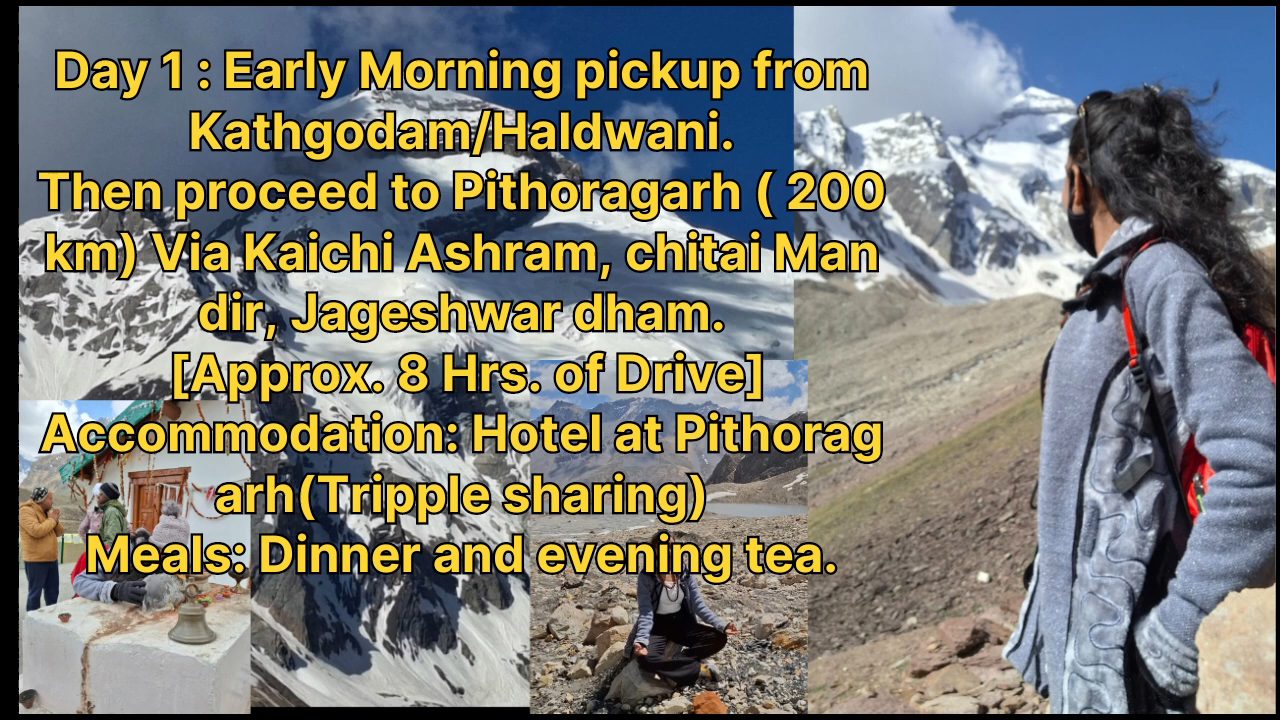 Day 1 : Early Morning pickup from
Kathgodam/Haldwani.
Then proceed to Pithoragarh ( 200
km) Via Kaichi Ashram, chitai Man
dir, Jageshwar dham.
[Approx. 8 Hrs. of Drive]
Accommodation: Hotel at Pithorag
arh(Tripple sharing)
Meals: Dinner and evening tea.